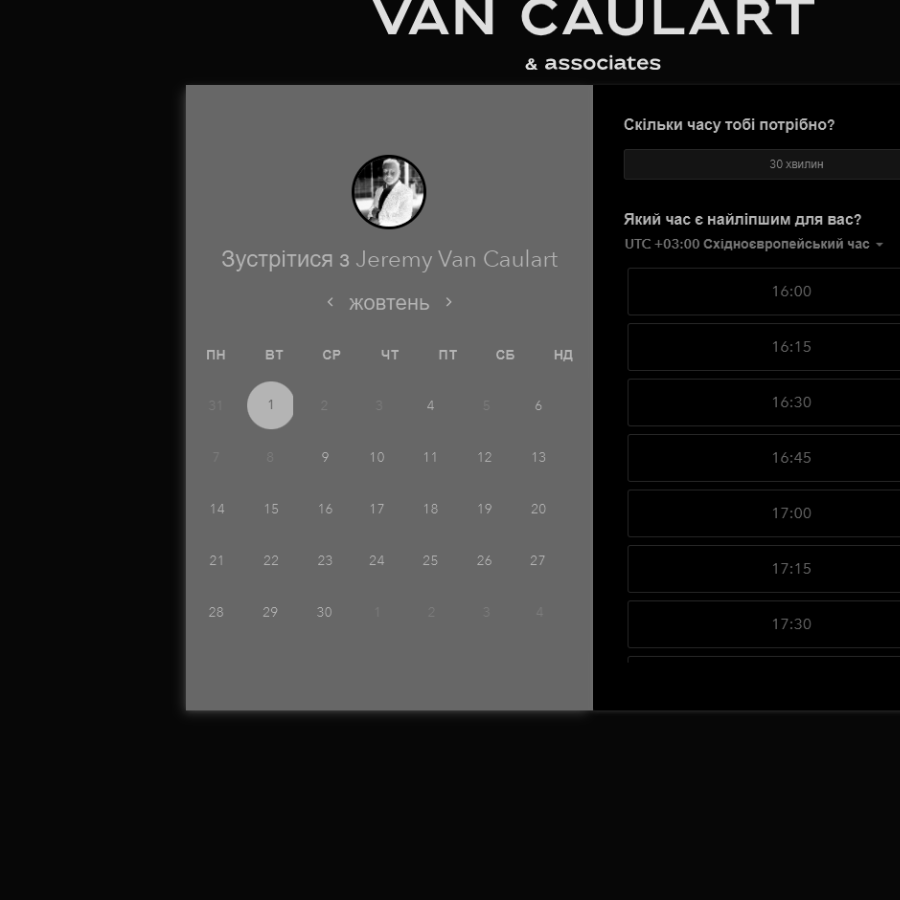 VAN CAULART
& associates
Зустрітися з Jeremy Van Caulart
жовтень
ПН ВТ СР ЧТ ПТ СБ НД
31 1 2 3 4 5 6
7 8 9 10 11 12 13
14 15 16 17 18 19 20
21 22 23 24 25 26 27
28 29 30 1 2 3 4
Скільки часу тобі потрібно?
30 хвилин
Який час є найліпшим для вас?
UTC +03:00 Східноєвропейський час
16:00
16:15
16:30
16:45
17:00
17:15
17:30